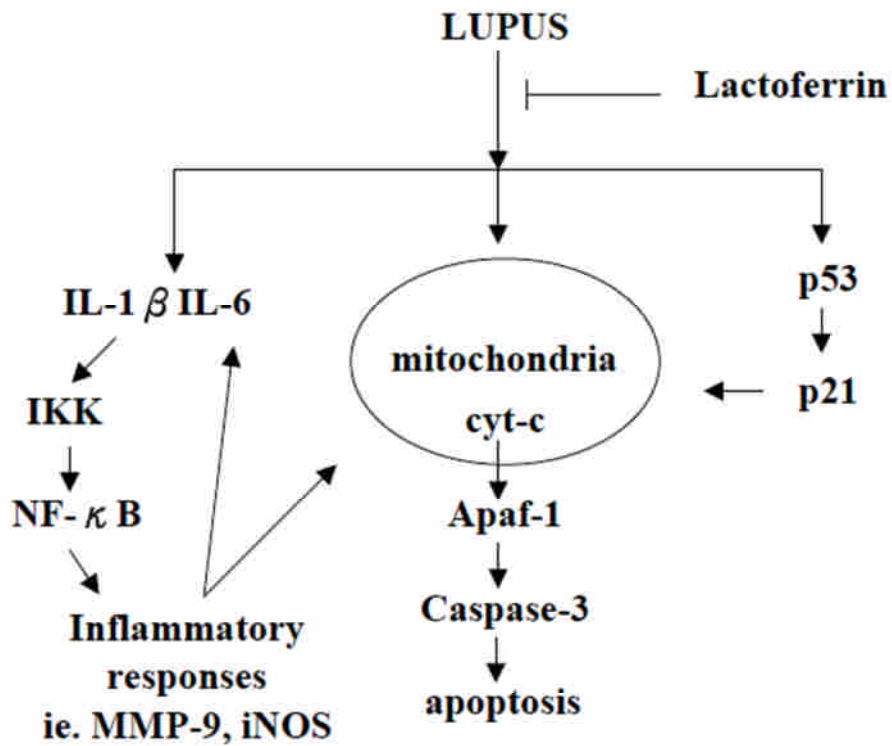 LUPUS
Lactoferrin
IL-1 β IL-6
p53
mitochondria
p21
IKK
cyt-c
NF- κ B
Apaf-1
Caspase-3
Inflammatory
responses
ie. MMP-9, iNOS
apoptosis